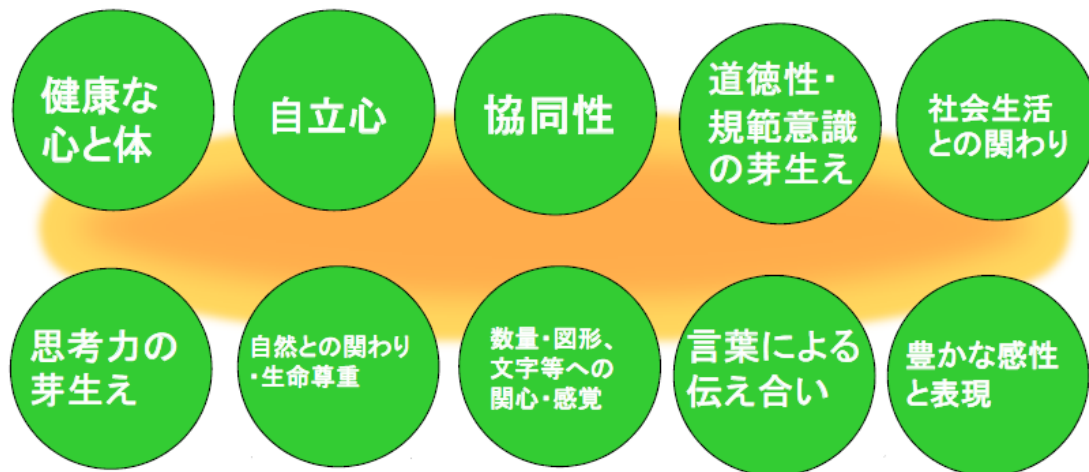 健康な
心と体
自立心
協同性
道徳性・
規範意識
の芽生え
社会生活
との関わり
思考力の
芽生え
自然との関わり
・生命尊重
数量・図形、
文字等への
関心・感覚
言葉による
伝え合い
豊かな感性
と表現